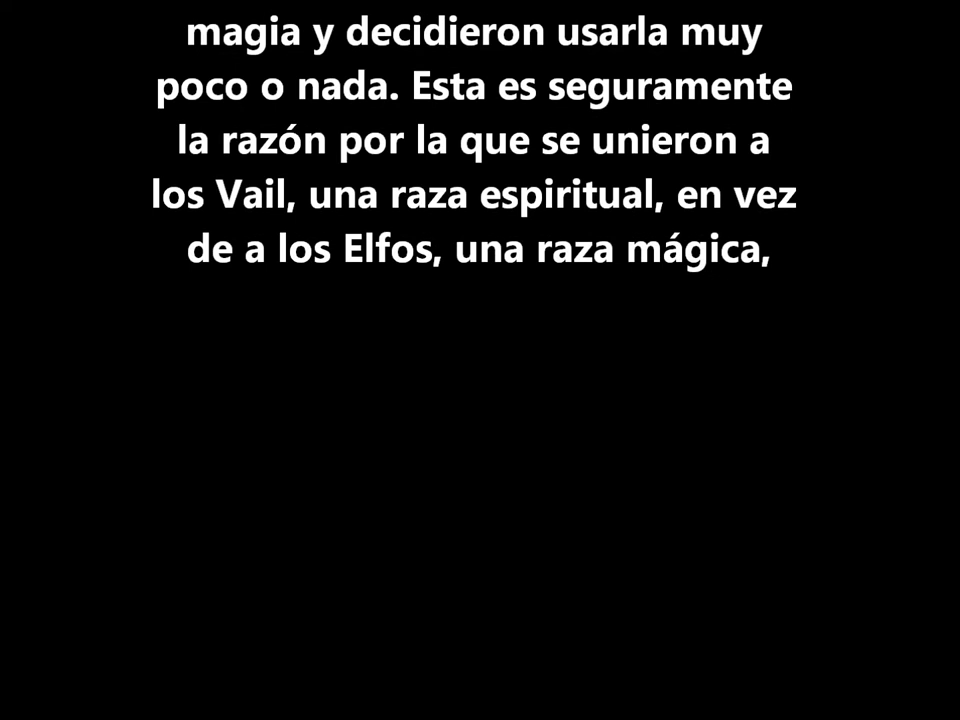 magia y decidieron usarla muy
poco o nada. Esta es seguramente
la razón por la que se unieron a
los Vail, una raza espiritual, en vez
de a los Elfos, una raza mágica,